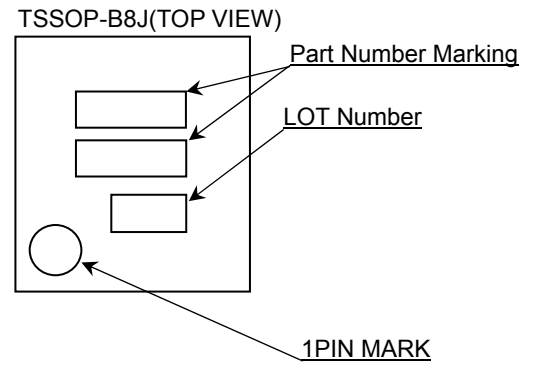 TSSOP-B8J(TOP VIEW)
Part Number Marking
LOT Number
1PIN MARK